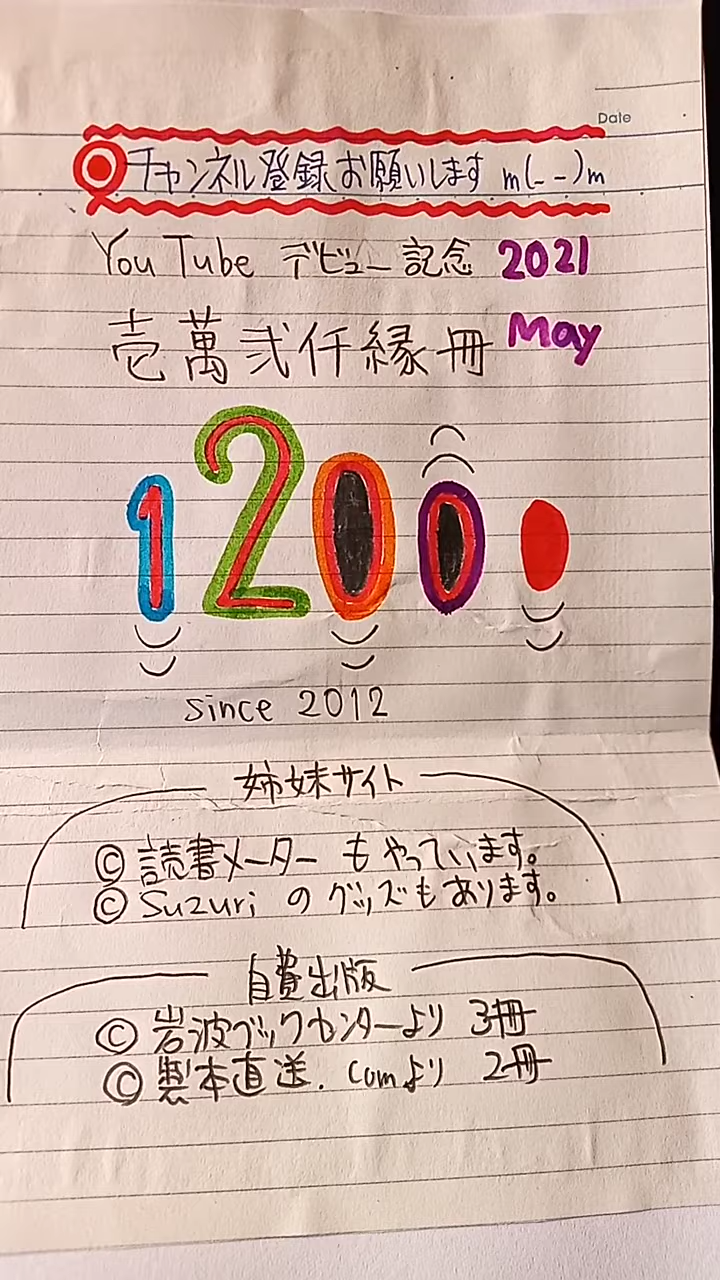 Date
チャンネル登録お願いします m(- -)m
YouTube デビュー記念 2021
壱萬弐仟縁冊 May
1200
since 2012
姉妹サイト
© 読書メーター もやっています。
© Suzuri のグッズもあります。
自費出版
© 岩波ブックセンターより 3冊
© 製本直送.comより 2冊